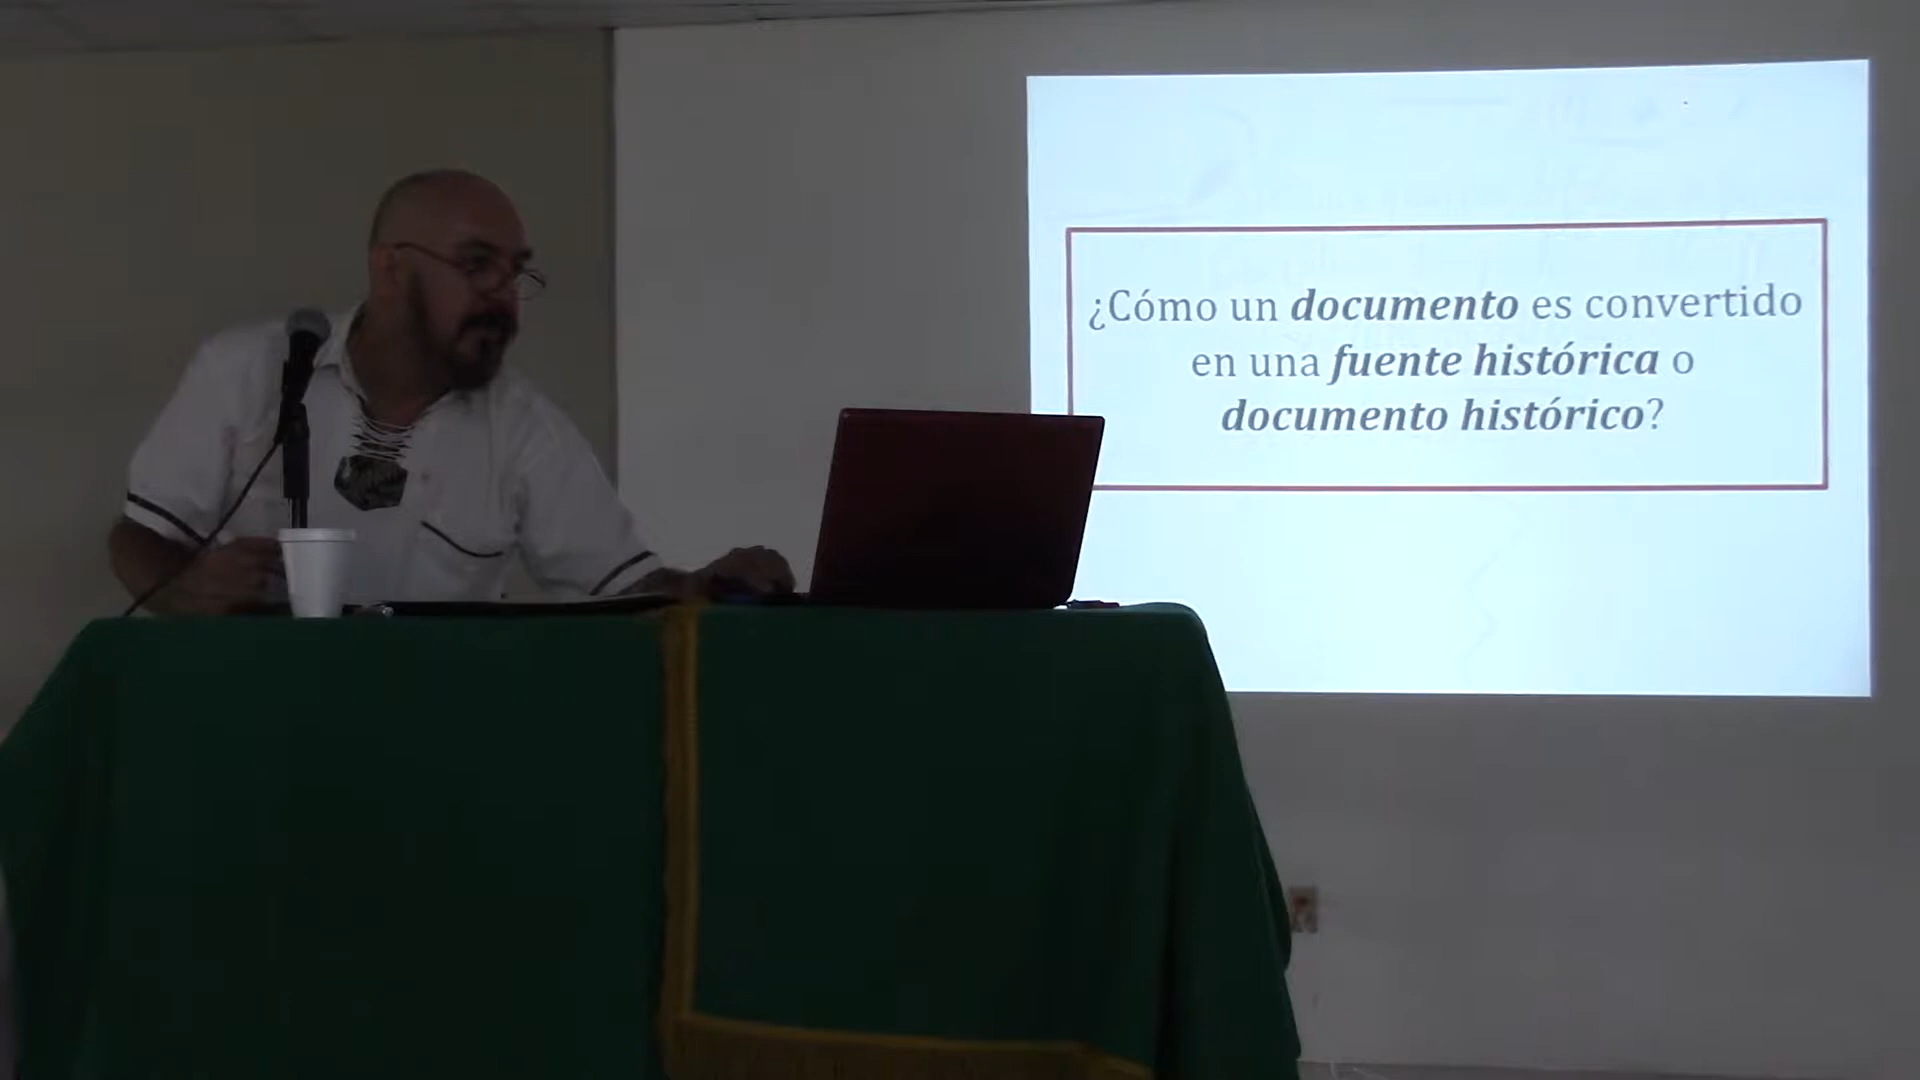 ¿Cómo un documento es convertido
en una fuente histórica o
documento histórico?